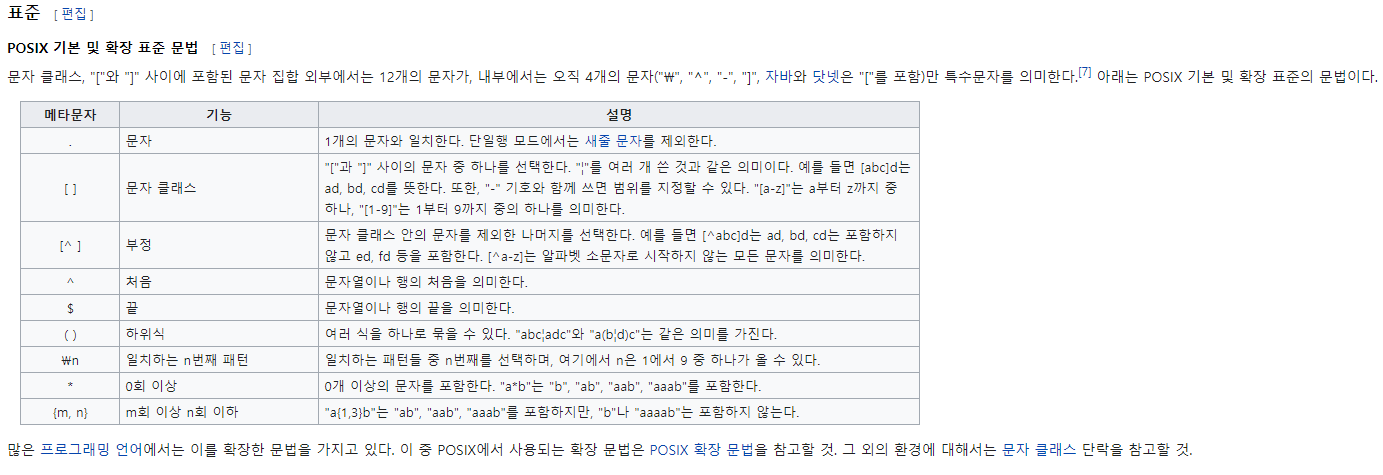 표준 [ 편집 ]
POSIX 기본 및 확장 표준 문법 [ 편집 ]
문자 클래스, "["와 "]" 사이에 포함된 문자 집합 외부에서는 12개의 문자가, 내부에서는 오직 4개의 문자("₩", "^", "-", "]", 자바와 닷넷은 "["를 포함)만 특수문자를 의미한다.[7] 아래는 POSIX 기본 및 확장 표준의 문법이다.
메타문자 기능 설명
. 문자 1개의 문자와 일치한다. 단일행 모드에서는 새줄 문자를 제외한다.
"["과 "]" 사이의 문자 중 하나를 선택한다. "¦"를 여러 개 쓴 것과 같은 의미이다. 예를 들면 [abc]d는
[ ] 문자 클래스 ad, bd, cd를 뜻한다. 또한, "-" 기호와 함께 쓰면 범위를 지정할 수 있다. "[a-z]"는 a부터 z까지 중
하나, "[1-9]"는 1부터 9까지 중의 하나를 의미한다.
[^ ] 부정 문자 클래스 안의 문자를 제외한 나머지를 선택한다. 예를 들면 [^abc]d는 ad, bd, cd는 포함하지
않고 ed, fd 등을 포함한다. [^a-z]는 알파벳 소문자로 시작하지 않는 모든 문자를 의미한다.
^ 처음 문자열이나 행의 처음을 의미한다.
$ 끝 문자열이나 행의 끝을 의미한다.
( ) 하위식 여러 식을 하나로 묶을 수 있다. "abc¦adc"와 "a(b¦d)c"는 같은 의미를 가진다.
₩n 일치하는 n번째 패턴 일치하는 패턴들 중 n번째를 선택하며, 여기에서 n은 1에서 9 중 하나가 올 수 있다.
* 0회 이상 0개 이상의 문자를 포함한다. "a*b"는 "b", "ab", "aab", "aaab"를 포함한다.
{m, n} m회 이상 n회 이하 "a{1,3}b"는 "ab", "aab", "aaab"를 포함하지만, "b"나 "aaaab"는 포함하지 않는다.
많은 프로그래밍 언어에서는 이를 확장한 문법을 가지고 있다. 이 중 POSIX에서 사용되는 확장 문법은 POSIX 확장 문법을 참고할 것. 그 외의 환경에 대해서는 문자 클래스 단락을 참고할 것.